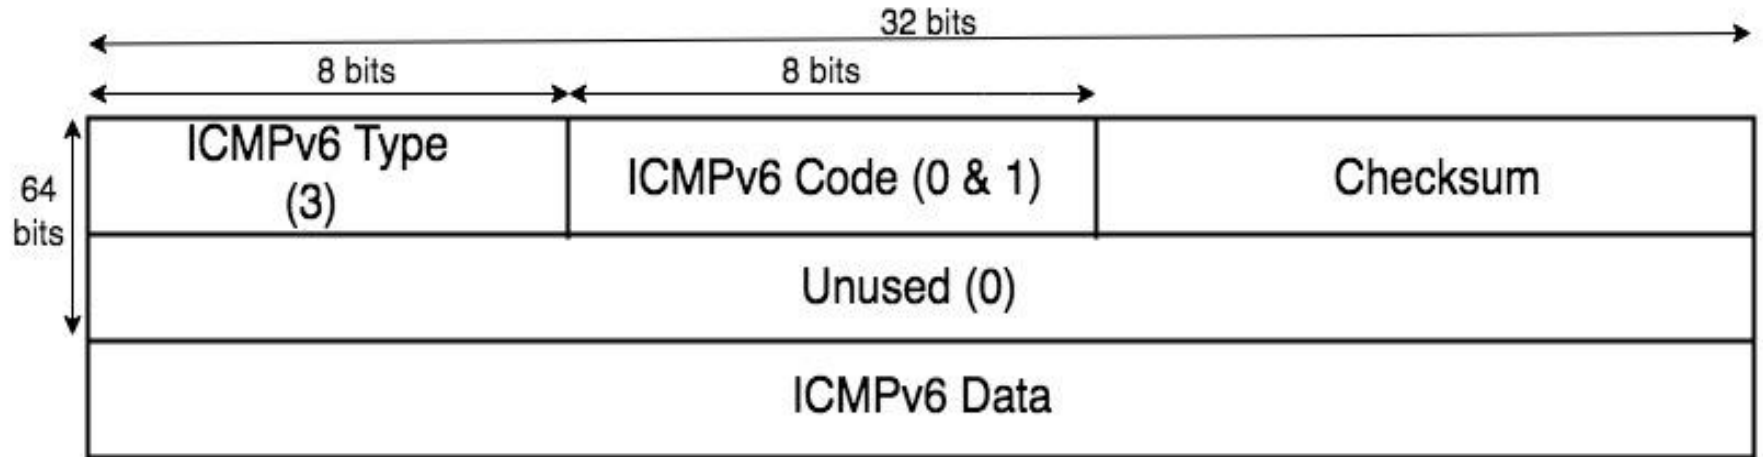 32 bits
8 bits
8 bits
ICMPv6 Type
(3)
ICMPv6 Code (0 & 1)
Checksum
64
bits
Unused (0)
ICMPv6 Data